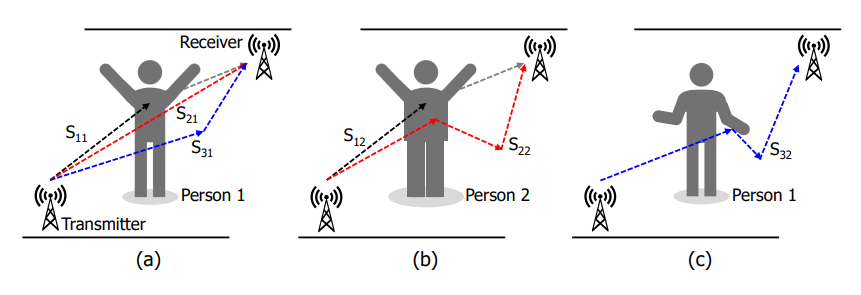 Receiver
S11
S21
S31
Person 1
Transmitter
(a)
S12
S22
Person 2
(b)
S32
Person 1
(c)